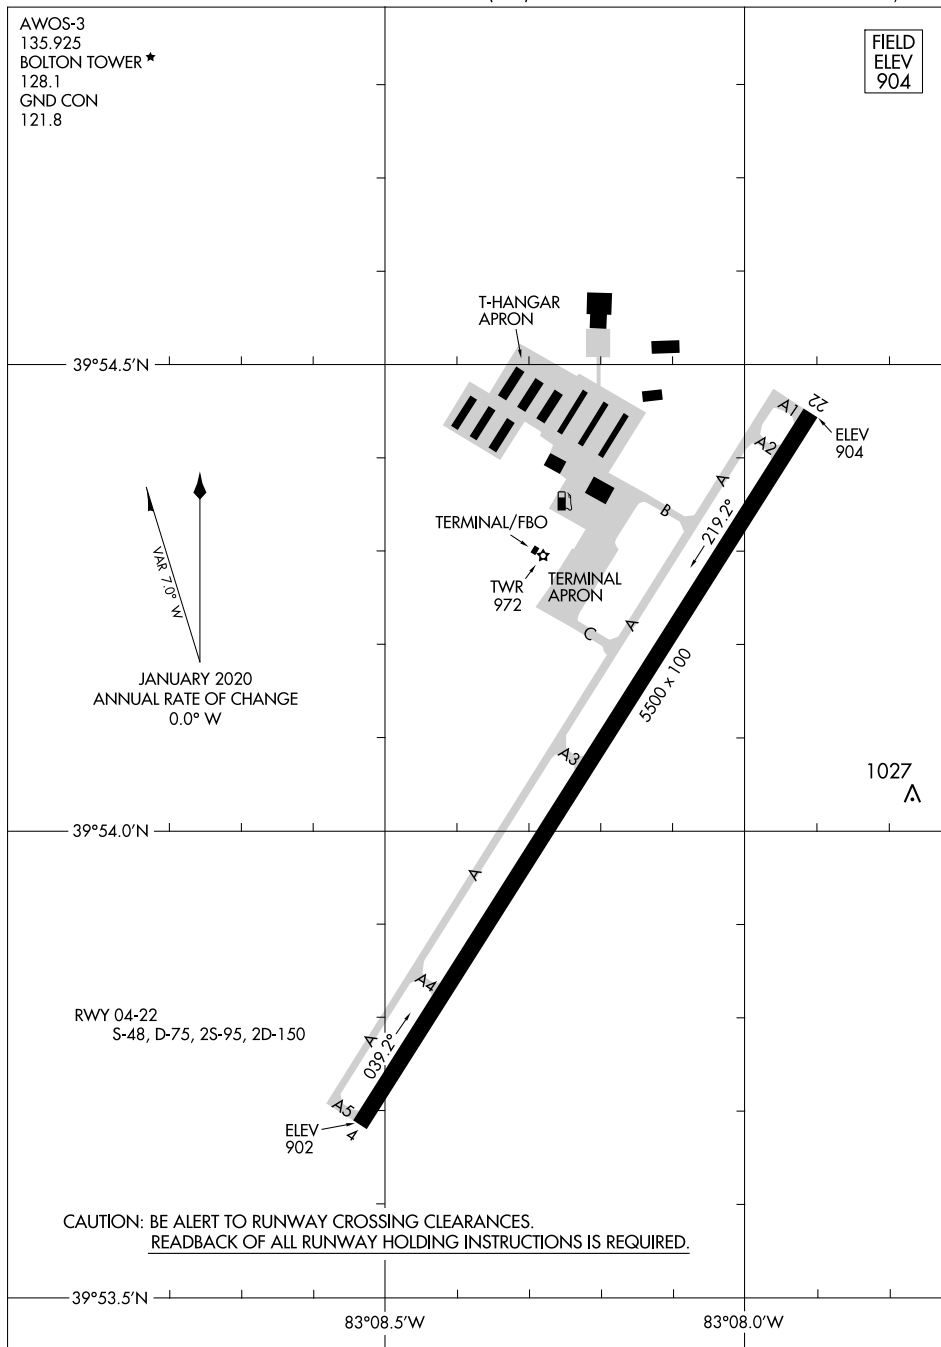 AWOS-3
135.925
BOLTON TOWER★
128.1
GND CON
121.8
FIELD
ELEV
904
T-HANGAR
APRON
39°54.5'N
A1
22
A2
ELEV
904
A
B
219.2°
TERMINAL/FBO
TWR
972
TERMINAL
APRON
C
A
VAR 7.0° W
JANUARY 2020
ANNUAL RATE OF CHANGE
0.0° W
5500 x 100
A3
1027
39°54.0'N
A
A4
RWY 04-22
S-48, D-75, 2S-95, 2D-150
A
039.2°
A5
ELEV
902
4
CAUTION: BE ALERT TO RUNWAY CROSSING CLEARANCES.
READBACK OF ALL RUNWAY HOLDING INSTRUCTIONS IS REQUIRED.
39°53.5'N
83°08.5'W
83°08.0'W